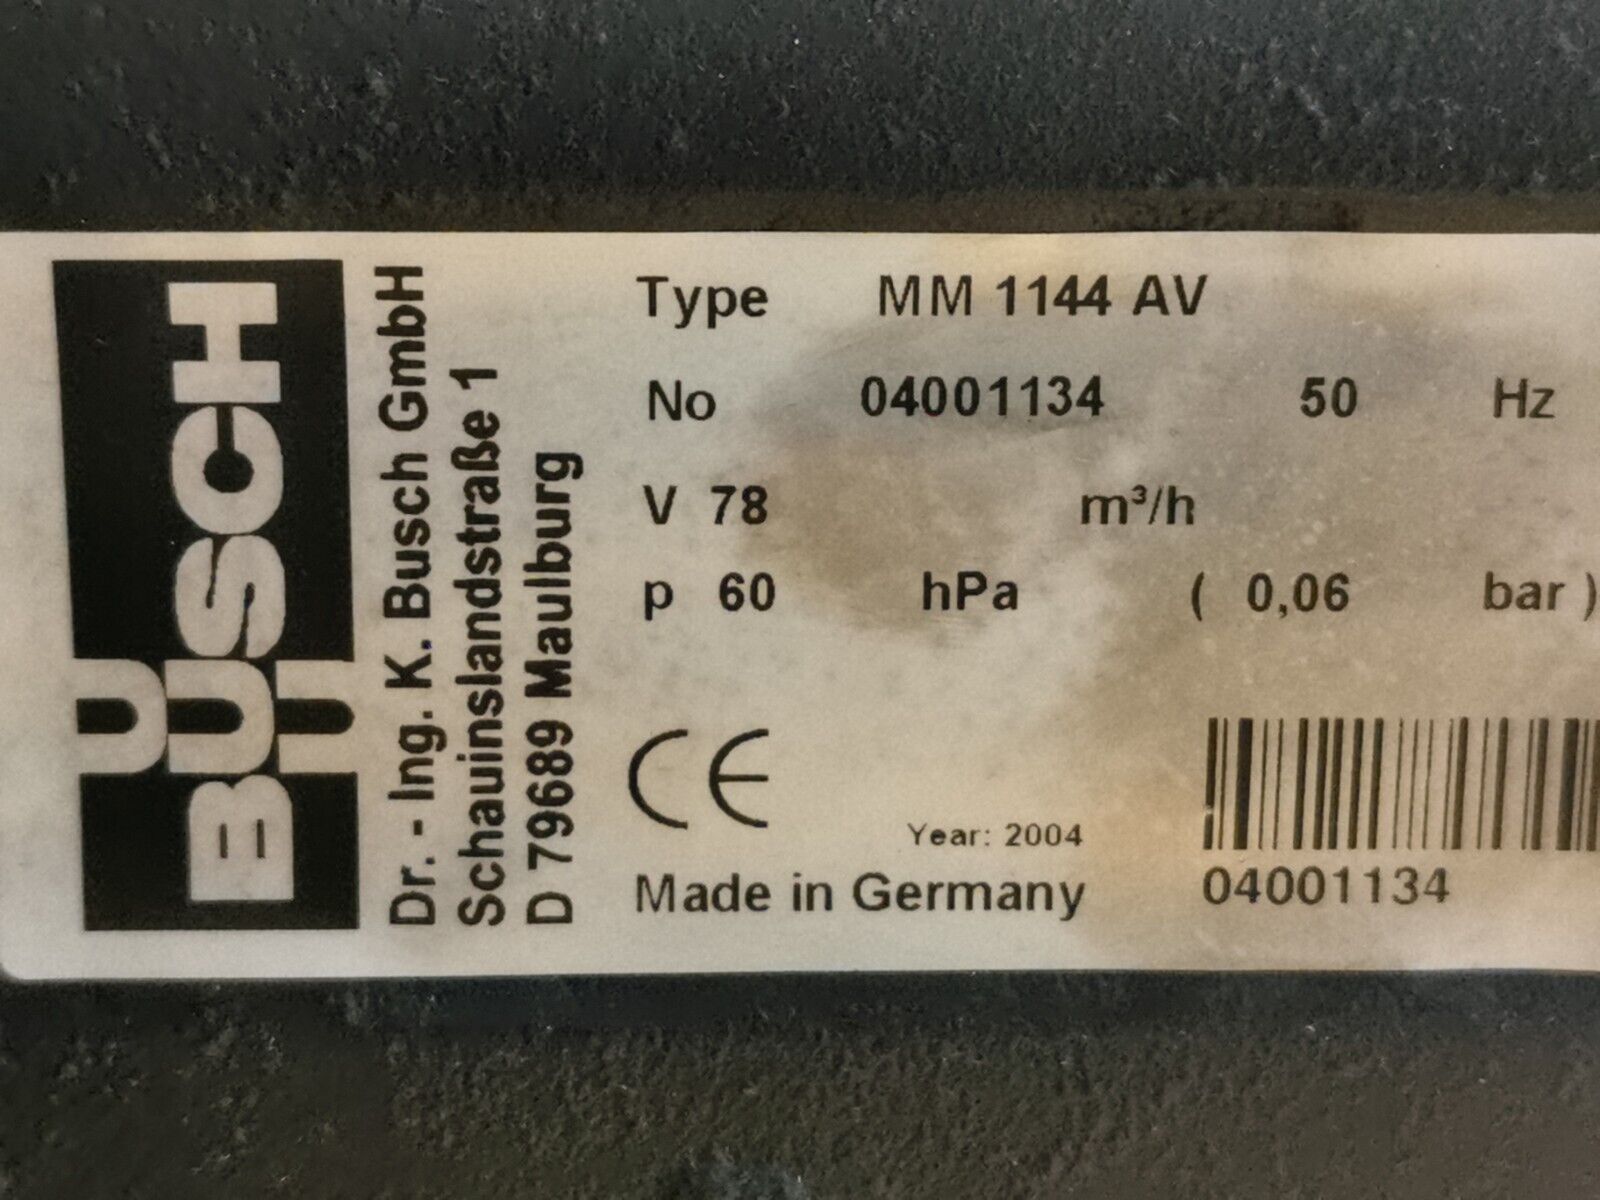 BUSCH
Dr. - Ing. K. Busch GmbH
Schauinslandstraße 1
D 79689 Maulburg
Type MM 1144 AV
No 04001134 50 Hz
V 78 m³/h
p 60 hPa ( 0,06 bar )
CE
Year: 2004
Made in Germany
04001134